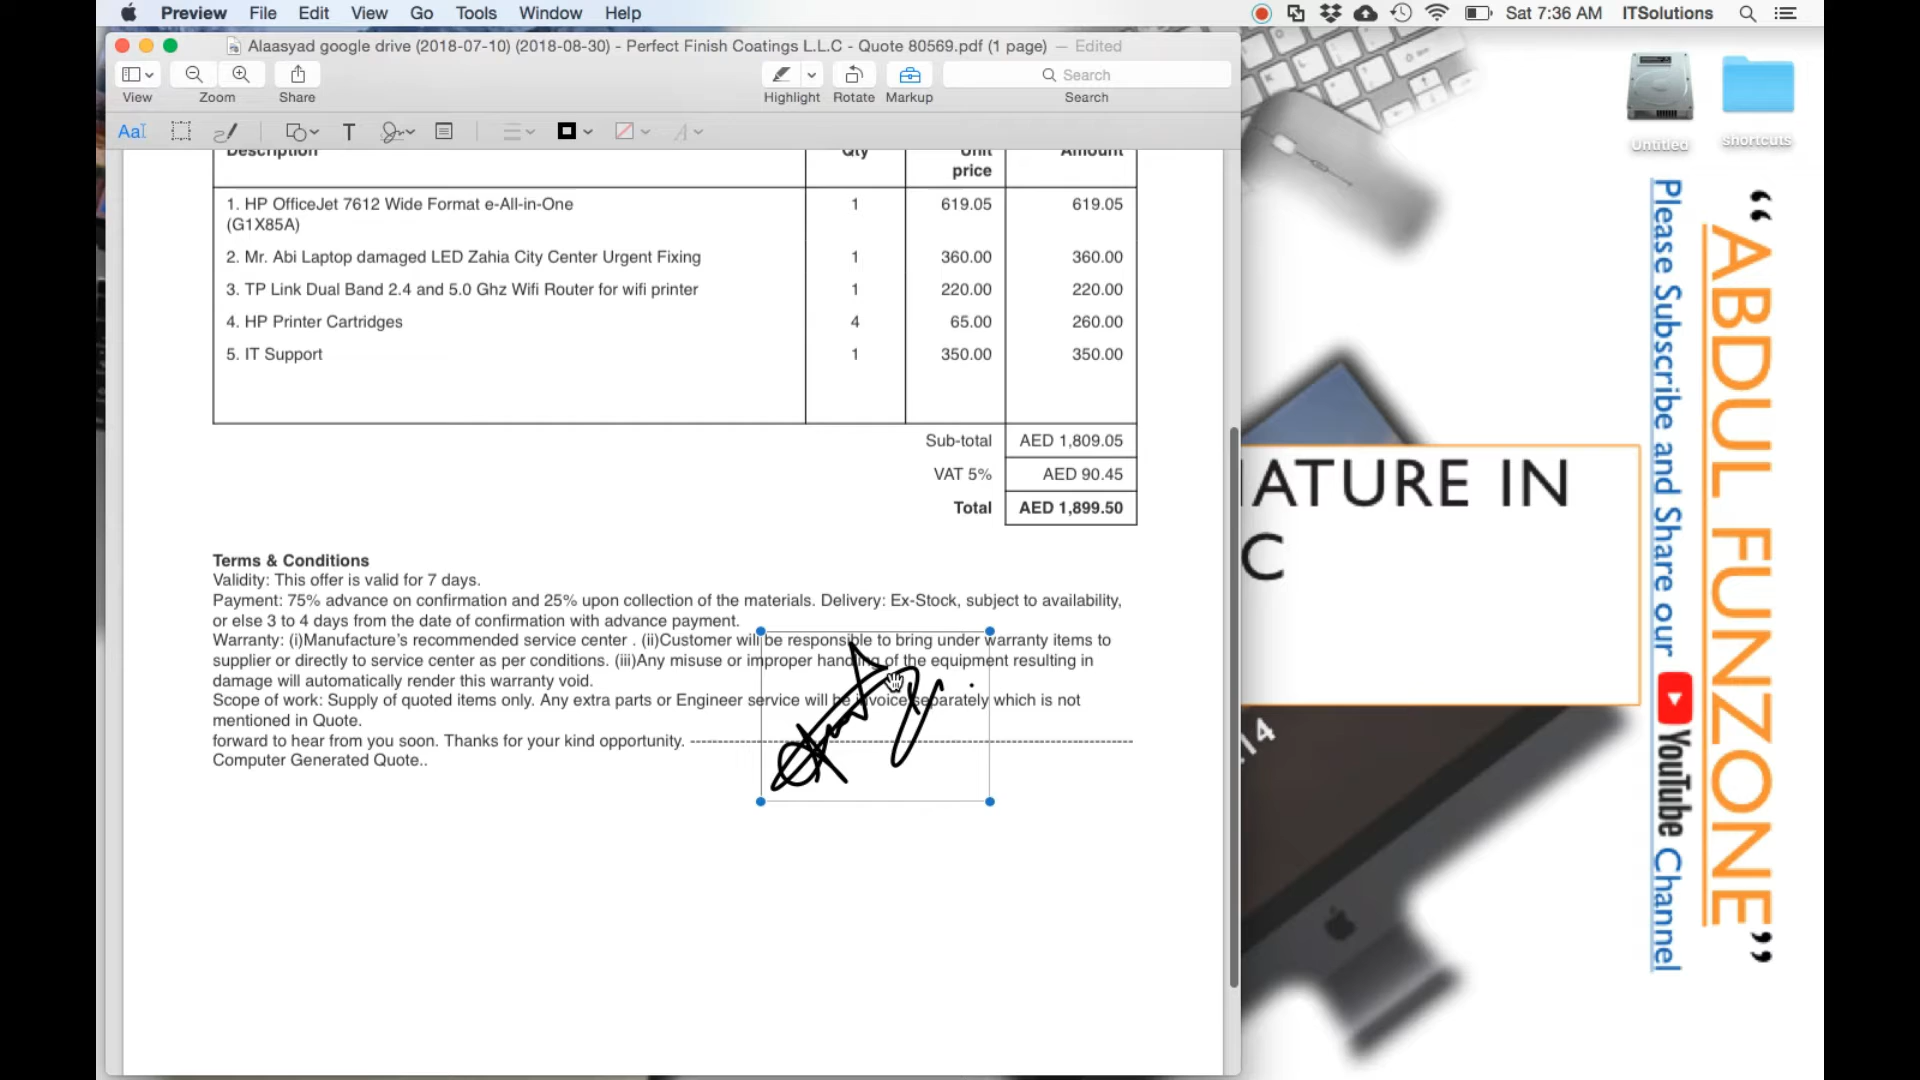 Preview File Edit View Go Tools Window Help
Sat 7:36 AM ITSolutions
Alaasyad google drive (2018-07-10) (2018-08-30) - Perfect Finish Coatings L.L.C - Quote 80569.pdf (1 page) — Edited
Search
View Zoom Share Highlight Rotate Markup Search
Untitled
shortcuts
Description Qty Unit price Amount
1. HP OfficeJet 7612 Wide Format e-All-in-One 1 619.05 619.05
(G1X85A)
2. Mr. Abi Laptop damaged LED Zahia City Center Urgent Fixing 1 360.00 360.00
3. TP Link Dual Band 2.4 and 5.0 Ghz Wifi Router for wifi printer 1 220.00 220.00
4. HP Printer Cartridges 4 65.00 260.00
5. IT Support 1 350.00 350.00
Sub-total AED 1,809.05
VAT 5% AED 90.45
Total AED 1,899.50
Terms & Conditions
Validity: This offer is valid for 7 days.
Payment: 75% advance on confirmation and 25% upon collection of the materials. Delivery: Ex-Stock, subject to availability,
or else 3 to 4 days from the date of confirmation with advance payment.
Warranty: (i)Manufacture's recommended service center . (ii)Customer will be responsible to bring under warranty items to
supplier or directly to service center as per conditions. (iii)Any misuse or improper handling of the equipment resulting in
damage will automatically render this warranty void.
Scope of work: Supply of quoted items only. Any extra parts or Engineer service will be invoice separately which is not
mentioned in Quote.
forward to hear from you soon. Thanks for your kind opportunity.
Computer Generated Quote..
NATURE IN
C
14
Please Subscribe and Share our YouTube Channel
“ABDUL FUNZONE”